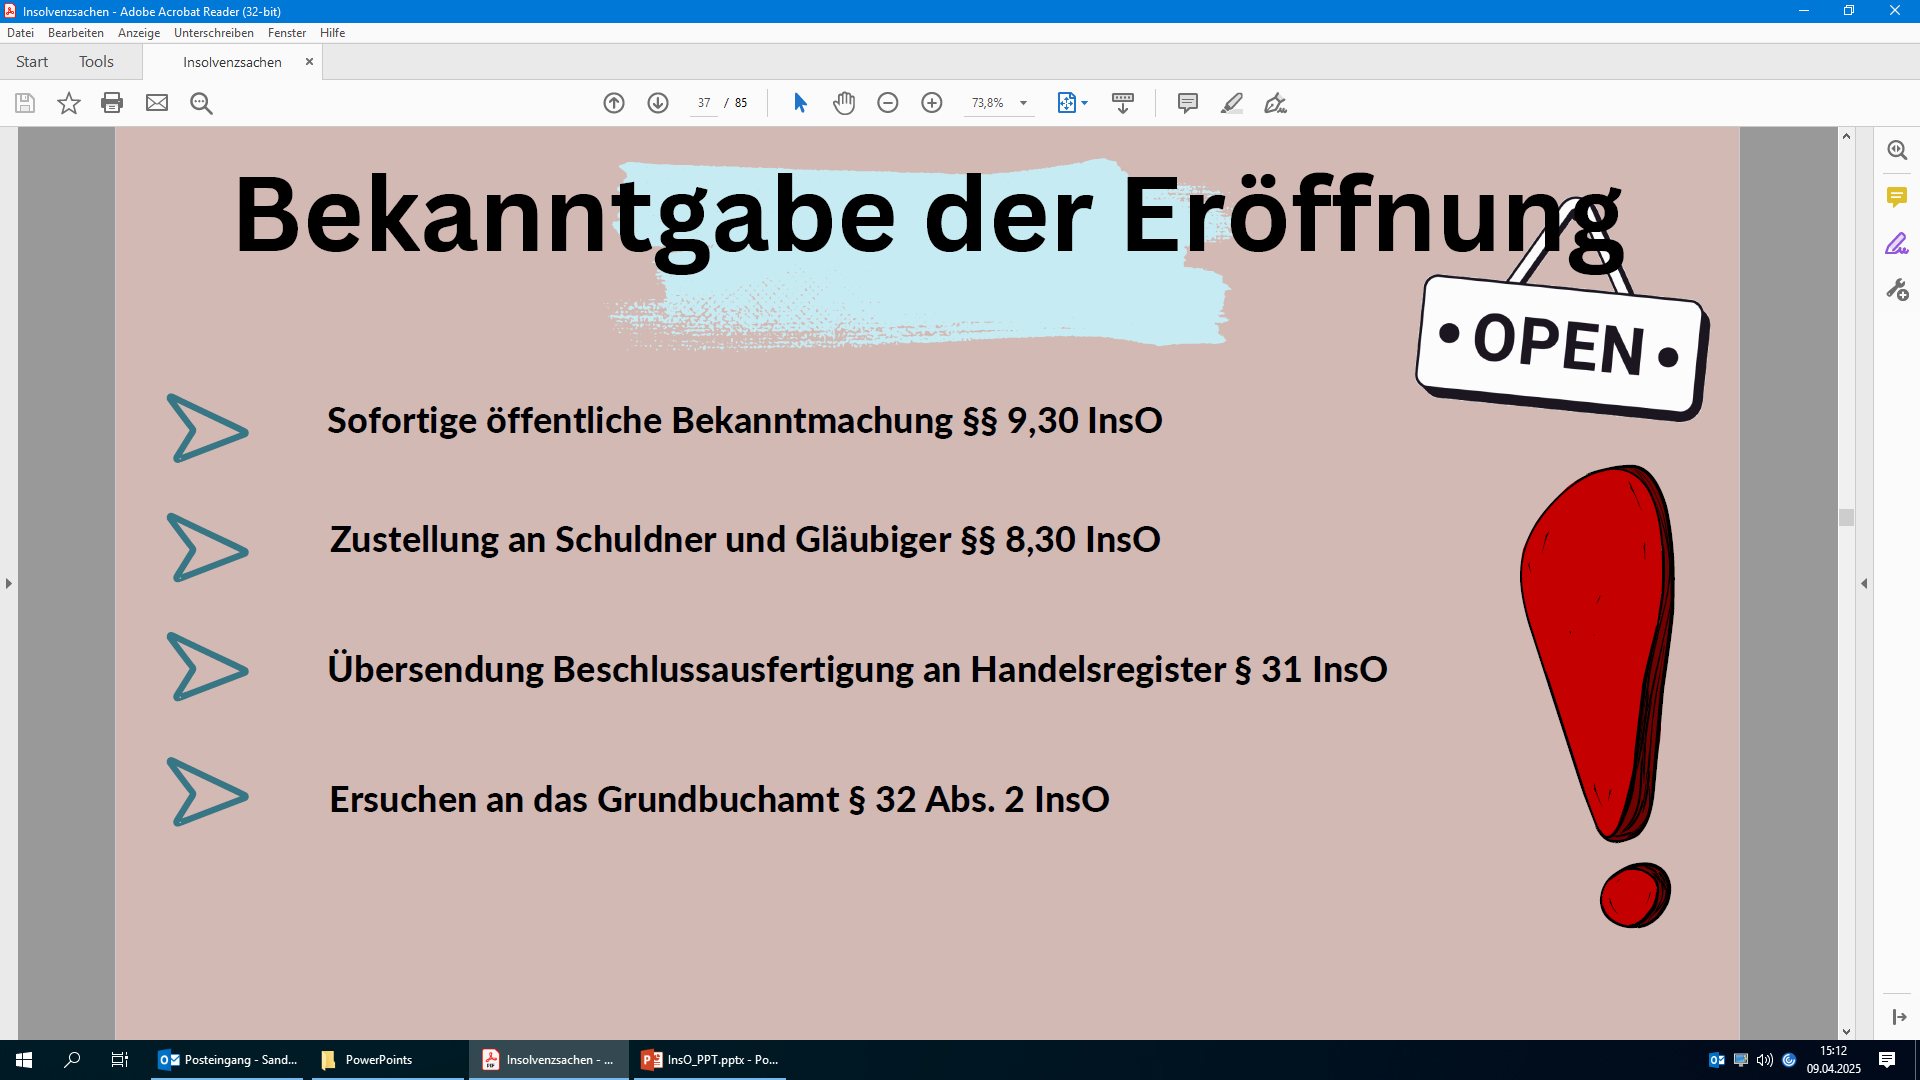 Insolvenzsachen - Adobe Acrobat Reader (32-bit)
Datei Bearbeiten Anzeige Unterschreiben Fenster Hilfe
Start Tools Insolvenzsachen ×
37 / 85 73,8%
Bekanntgabe der Eröffnung
OPEN
Sofortige öffentliche Bekanntmachung §§ 9,30 InsO
Zustellung an Schuldner und Gläubiger §§ 8,30 InsO
Übersendung Beschlussausfertigung an Handelsregister § 31 InsO
Ersuchen an das Grundbuchamt § 32 Abs. 2 InsO
Posteingang - Sand... PowerPoints Insolvenzsachen - ... InsO_PPT.pptx - Po...
15:12
09.04.2025